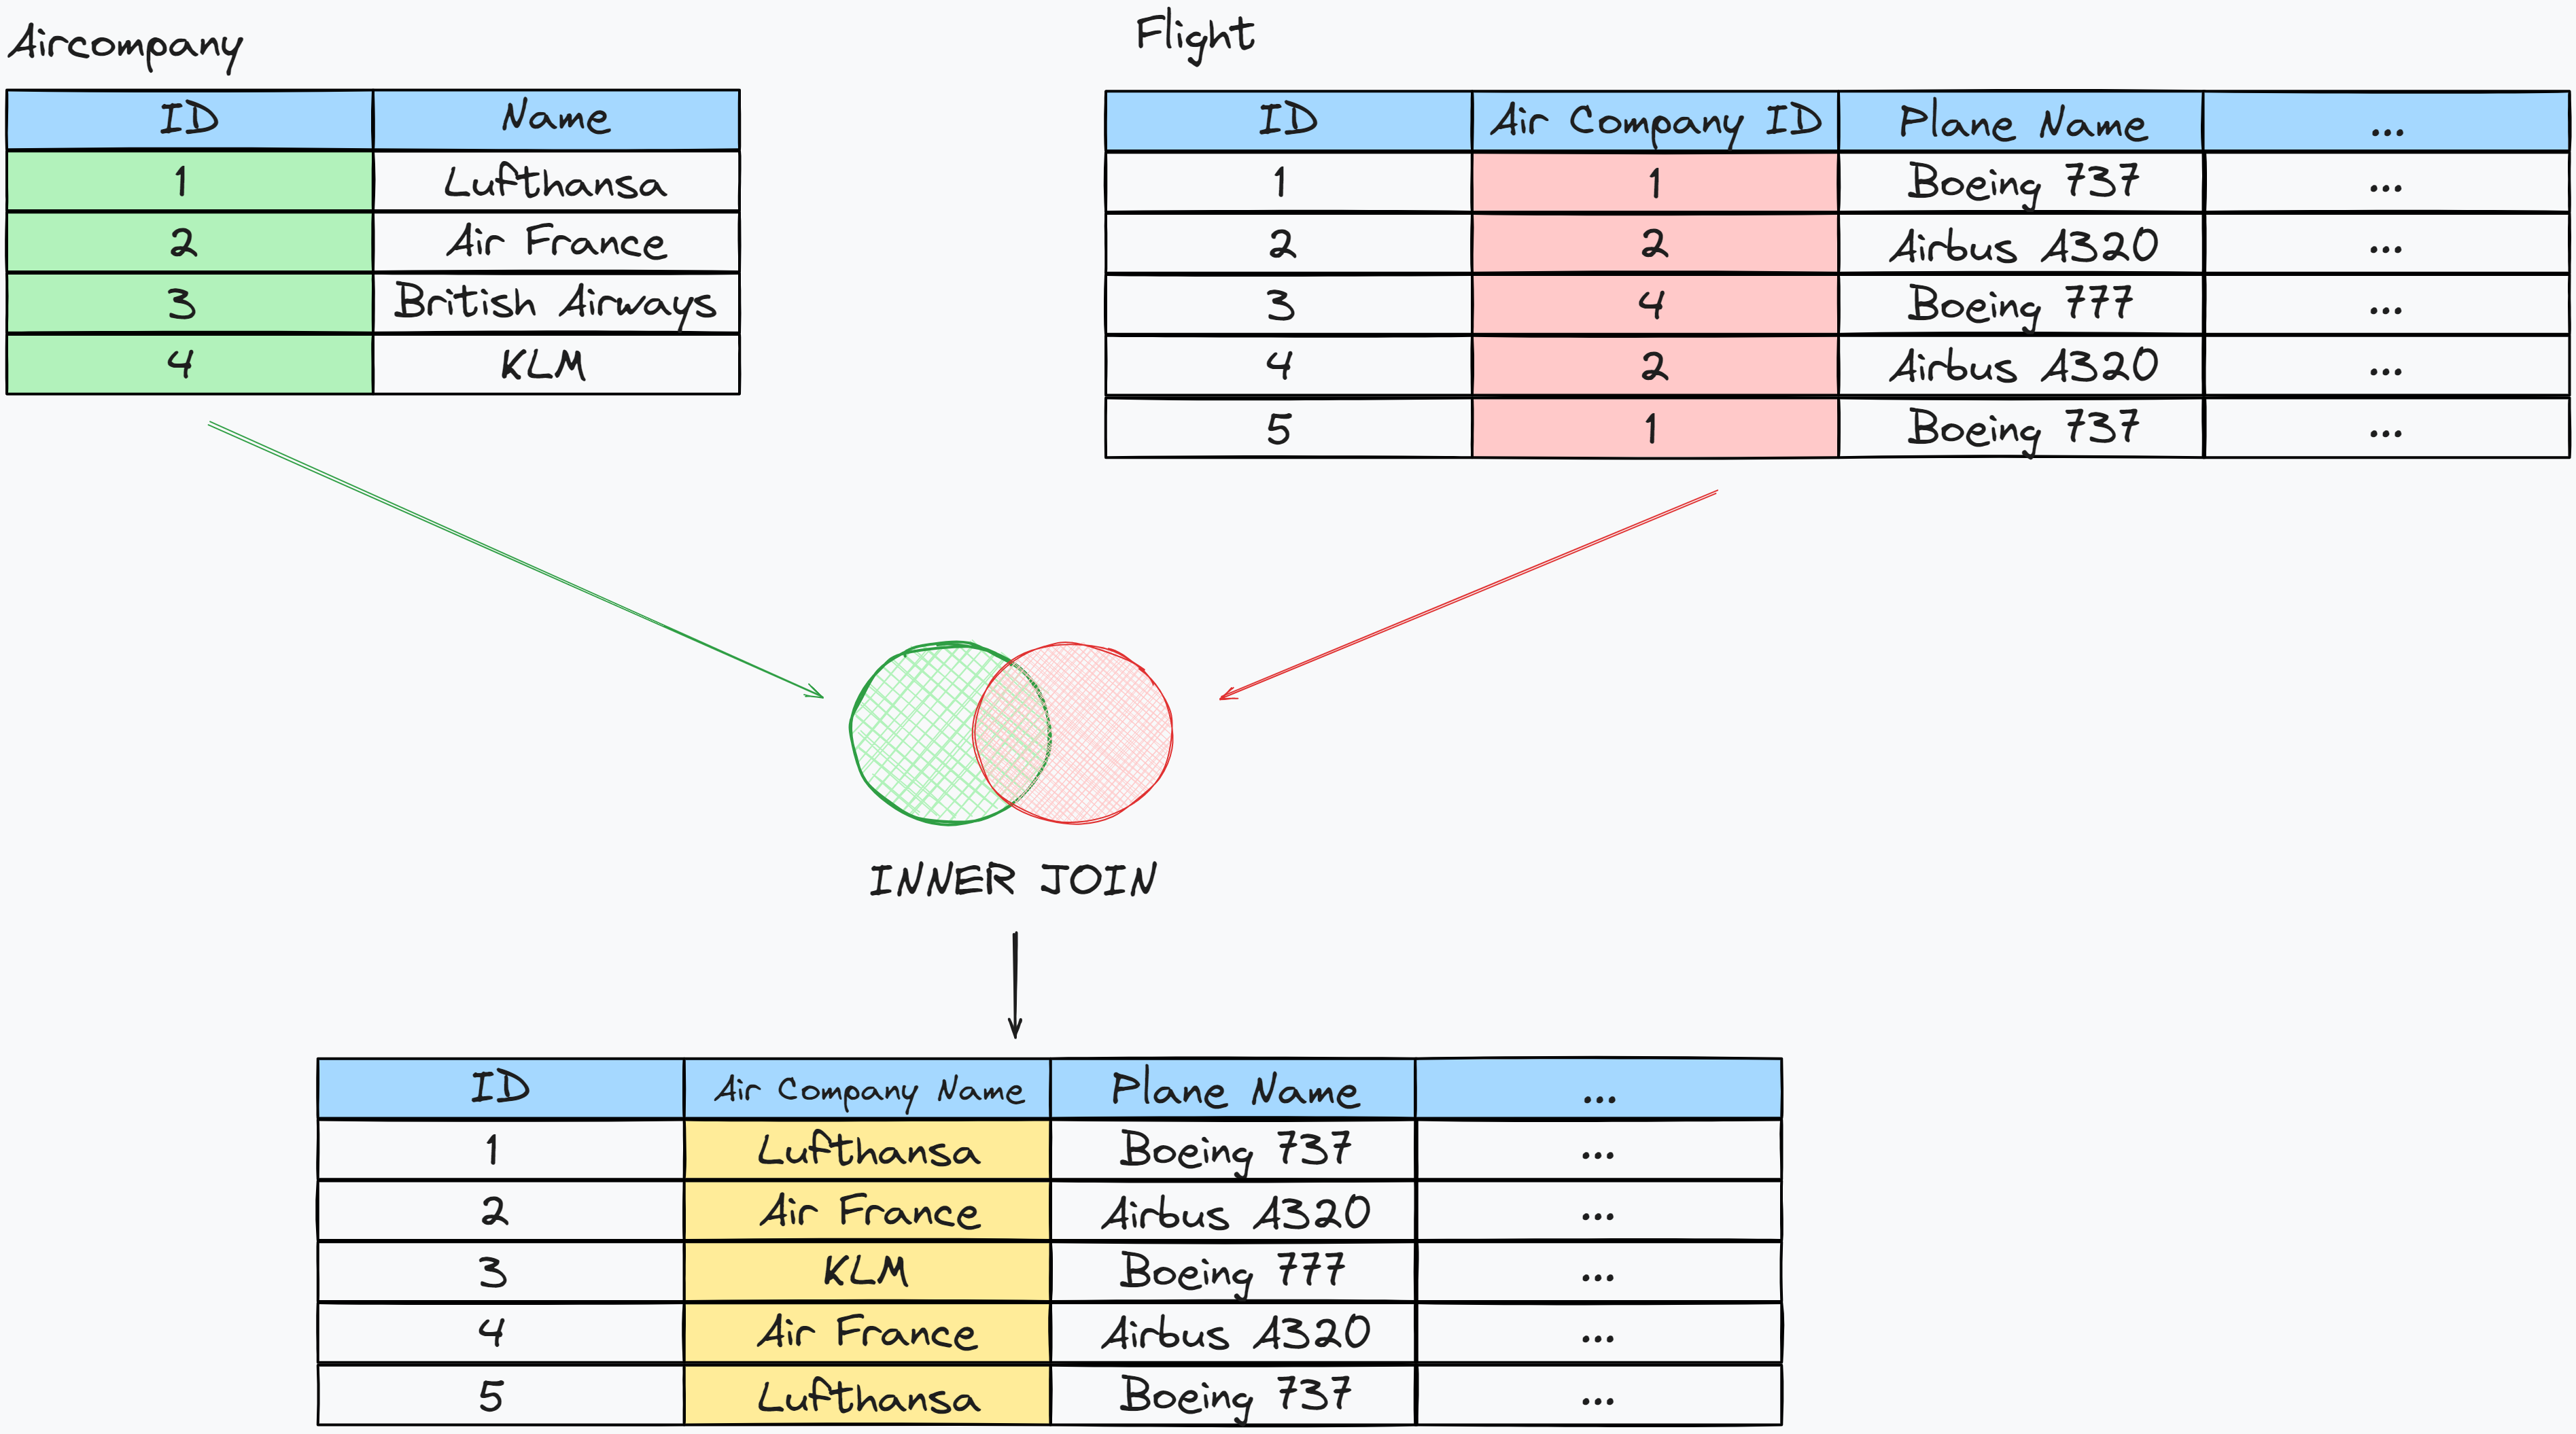 Aircompany
ID Name
1 Lufthansa
2 Air France
3 British Airways
4 KLM
Flight
ID Air Company ID Plane Name ...
1 1 Boeing 737 ...
2 2 Airbus A320 ...
3 4 Boeing 777 ...
4 2 Airbus A320 ...
5 1 Boeing 737 ...
INNER JOIN
ID Air Company Name Plane Name ...
1 Lufthansa Boeing 737 ...
2 Air France Airbus A320 ...
3 KLM Boeing 777 ...
4 Air France Airbus A320 ...
5 Lufthansa Boeing 737 ...